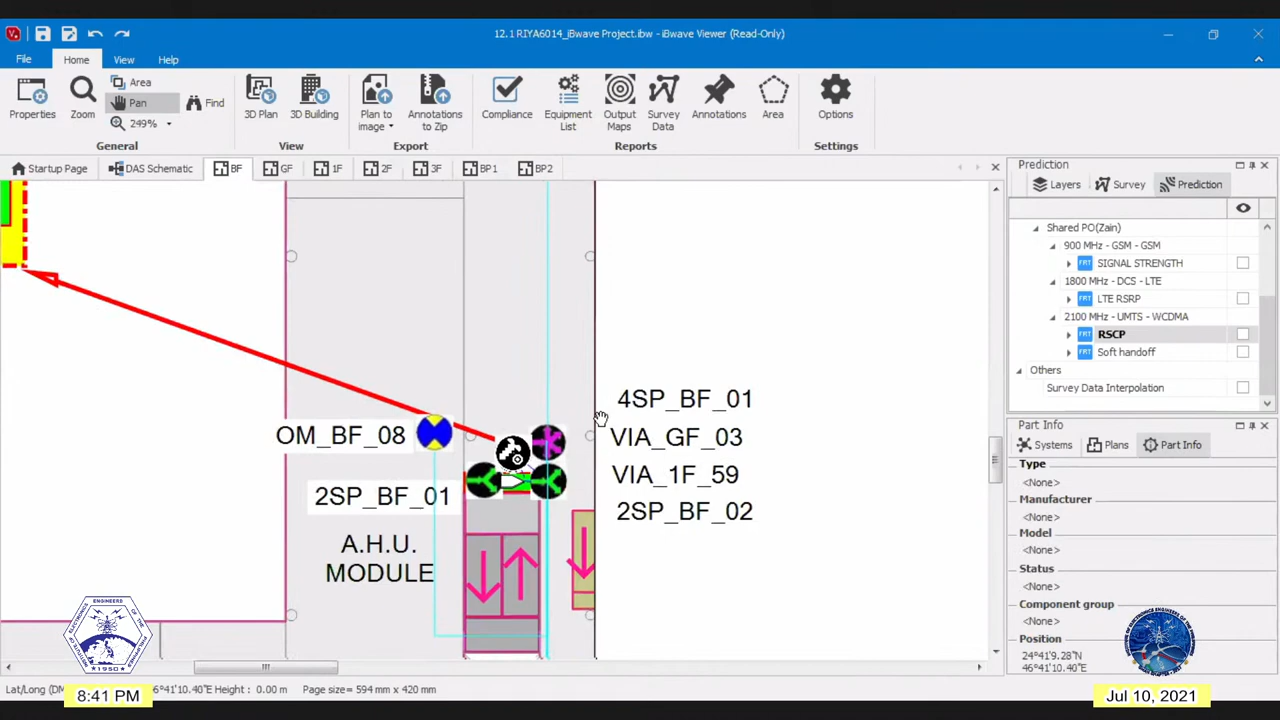 12.1 RIYA6014_iBwave Project.ibw - iBwave Viewer (Read-Only)
File
Home
View
Help
Properties
Zoom
Area
Pan
249%
Find
General
3D Plan
3D Building
View
Plan to image
Annotations to Zip
Export
Compliance
Equipment List
Output Maps
Survey Data
Annotations
Area
Reports
Options
Settings
Startup Page
DAS Schematic
BF
GF
1F
2F
3F
BP1
BP2
OM_BF_08
2SP_BF_01
A.H.U.
MODULE
4SP_BF_01
VIA_GF_03
VIA_1F_59
2SP_BF_02
Prediction
Layers
Survey
Prediction
Shared PO(Zain)
900 MHz - GSM - GSM
SIGNAL STRENGTH
1800 MHz - DCS - LTE
LTE RSRP
2100 MHz - UMTS - WCDMA
RSCP
Soft handoff
Others
Survey Data Interpolation
Part Info
Systems
Plans
Part Info
Type
<None>
Manufacturer
<None>
Model
<None>
Status
<None>
Component group
<None>
Position
24°41'9.28"N
46°41'10.40"E
Lat/Long (DM
6°41'10.40"E Height : 0.00 m
Page size= 594 mm x 420 mm
1950
8:41 PM
Jul 10, 2021